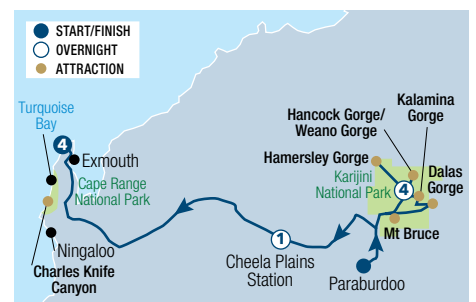 START/FINISH
OVERNIGHT
ATTRACTION
Turquoise
Bay
4
Exmouth
Cape Range
National Park
Ningaloo
Charles Knife
Canyon
1
Cheela Plains
Station
Paraburdoo
Hancock Gorge/
Weano Gorge
Kalamina
Gorge
Hamersley Gorge
Karijini
National Park
4
Dalas
Gorge
Mt Bruce